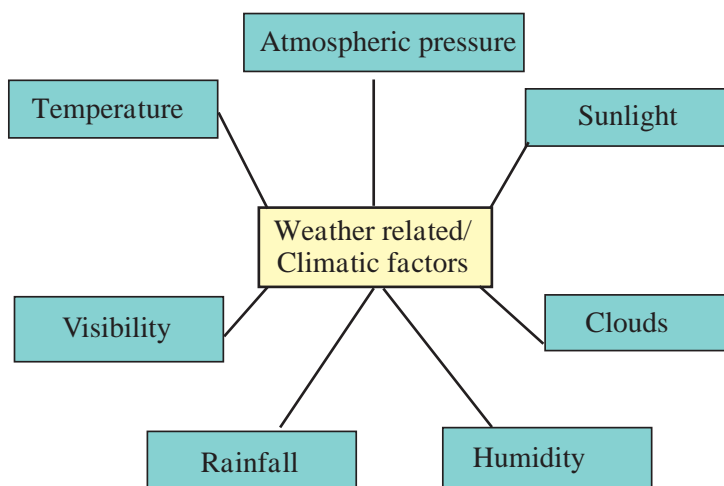 Atmospheric pressure
Temperature
Sunlight
Weather related/
Climatic factors
Visibility
Clouds
Rainfall
Humidity